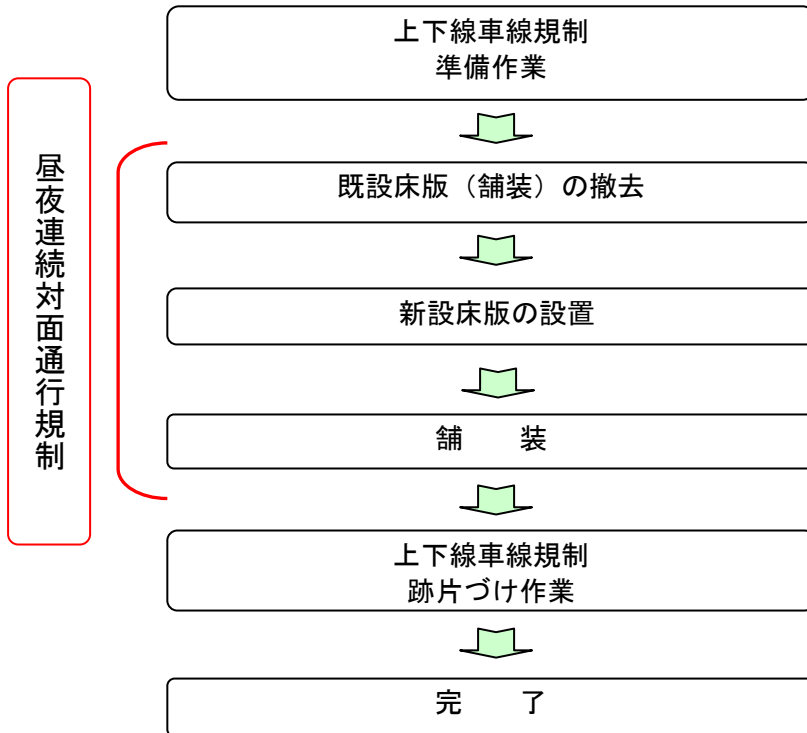 上下線車線規制
準備作業
昼夜連続対面通行規制
既設床版（舗装）の撤去
新設床版の設置
舗　　装
上下線車線規制
跡片づけ作業
完　　了